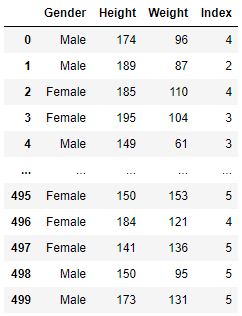 Gender Height Weight Index
0 Male 174 96 4
1 Male 189 87 2
2 Female 185 110 4
3 Female 195 104 3
4 Male 149 61 3
... ... ... ... ...
495 Female 150 153 5
496 Female 184 121 4
497 Female 141 136 5
498 Male 150 95 5
499 Male 173 131 5